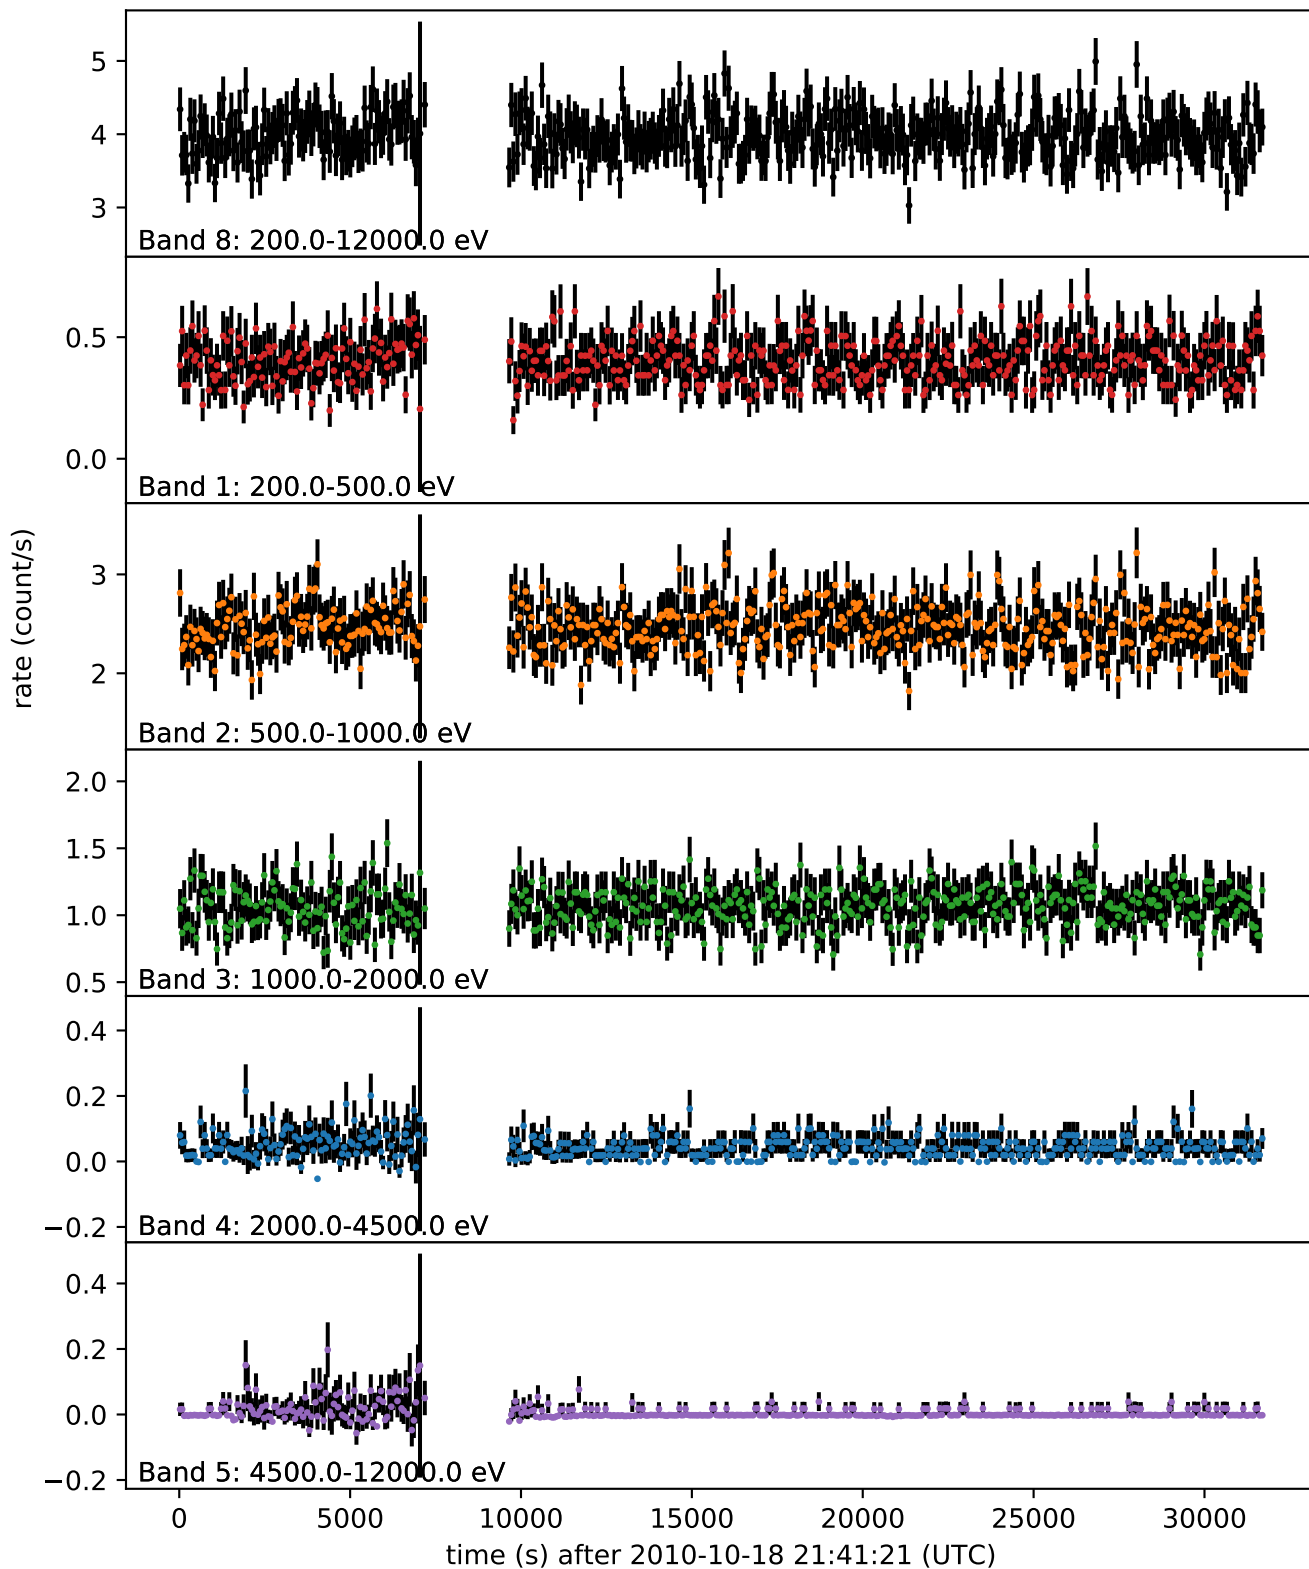 5
4
3
Band 8: 200.0-12000.0 eV
0.5
0.0
Band 1: 200.0-500.0 eV
rate (count/s)
3
2
Band 2: 500.0-1000.0 eV
2.0
1.5
1.0
0.5
Band 3: 1000.0-2000.0 eV
0.4
0.2
0.0
−0.2
Band 4: 2000.0-4500.0 eV
0.4
0.2
0.0
−0.2
Band 5: 4500.0-12000.0 eV
0 5000 10000 15000 20000 25000 30000
time (s) after 2010-10-18 21:41:21 (UTC)